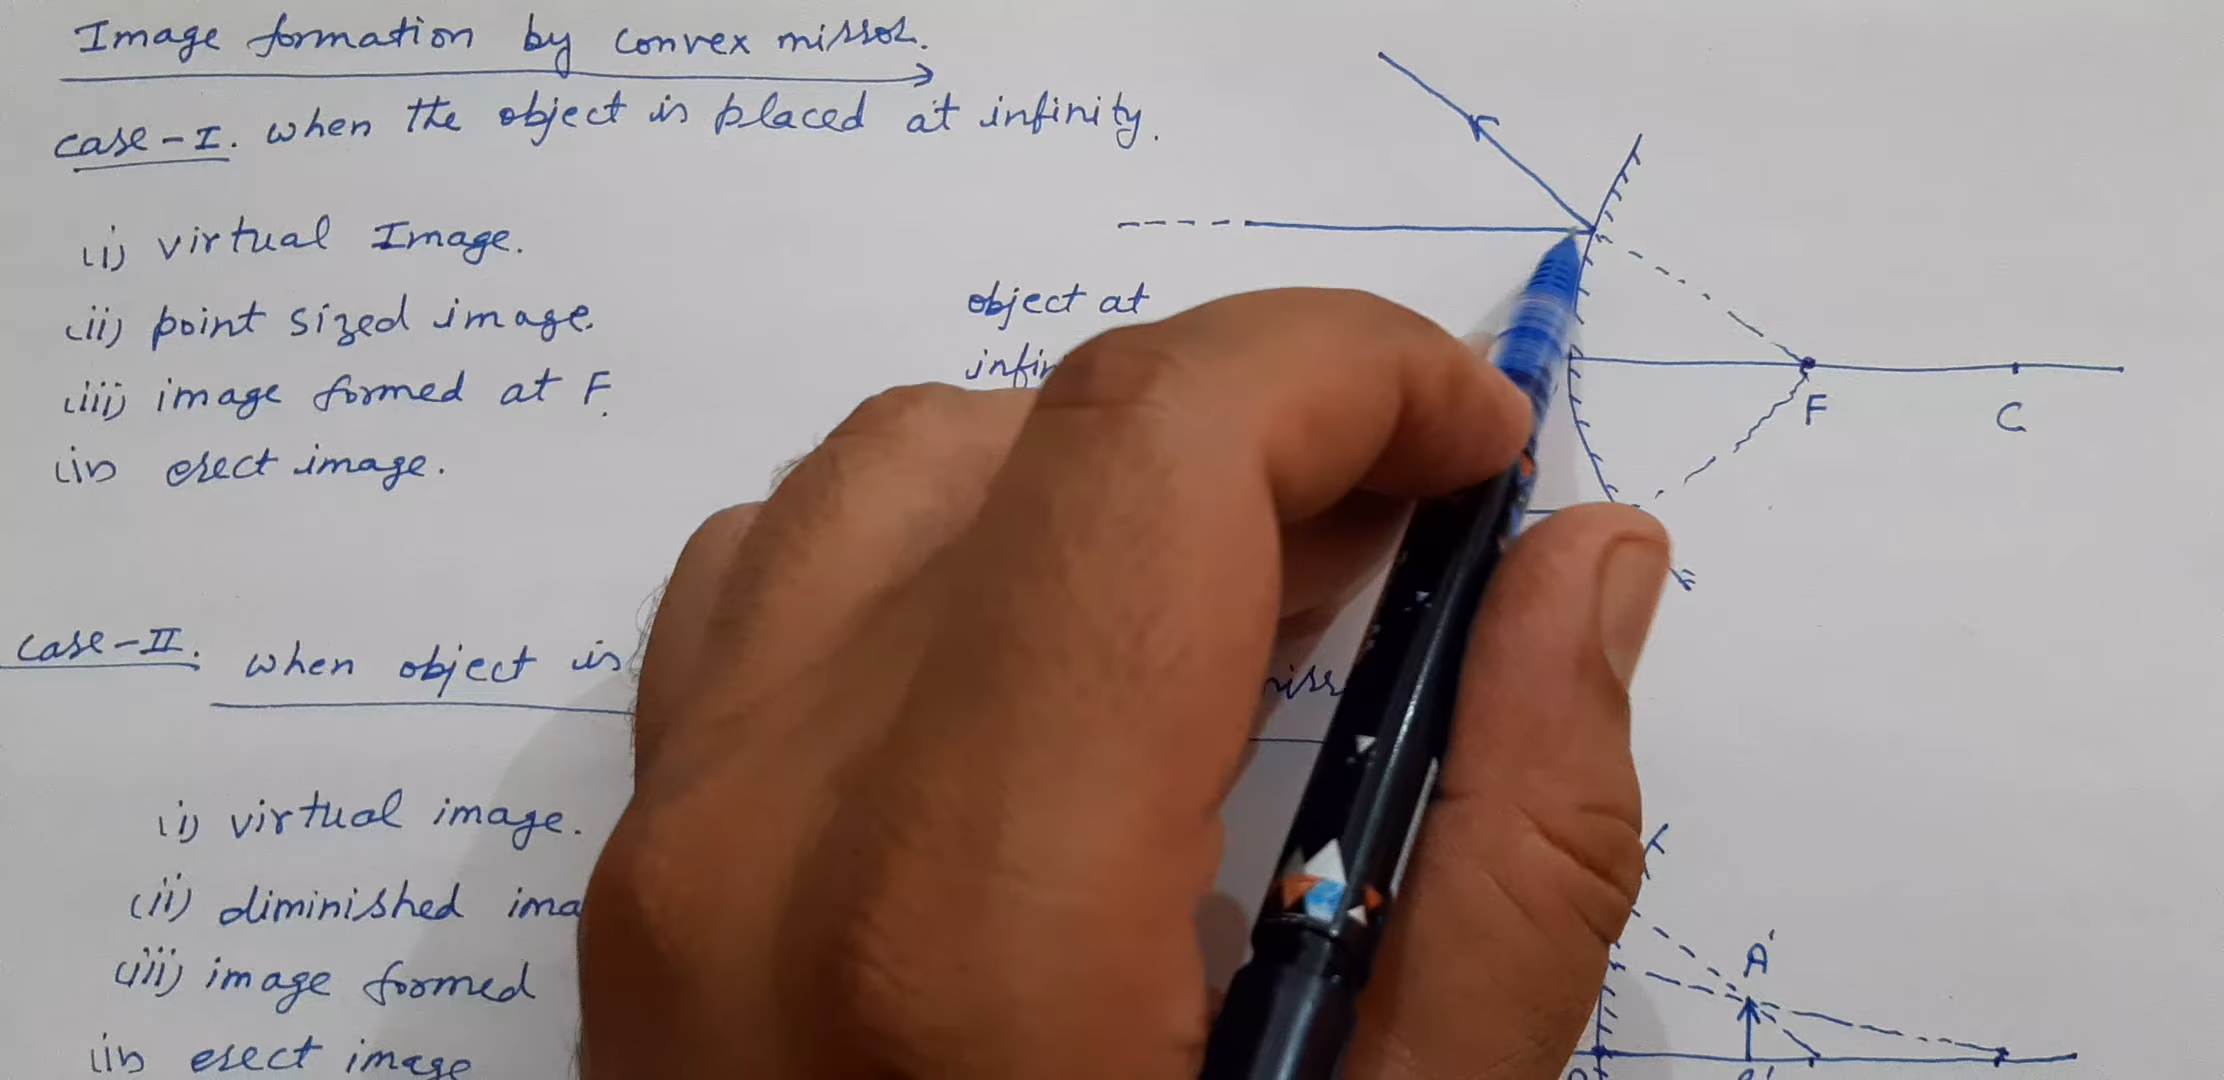 Image formation by convex mirror.
case-I. when the object is placed at infinity.
(i) virtual Image.
(ii) point sized image.
(iii) image formed at F.
(iv) erect image.
object at
F
C
case-II. when object is
(i) virtual image.
(ii) diminished
(iii) image formed
(iv) erect image
A'